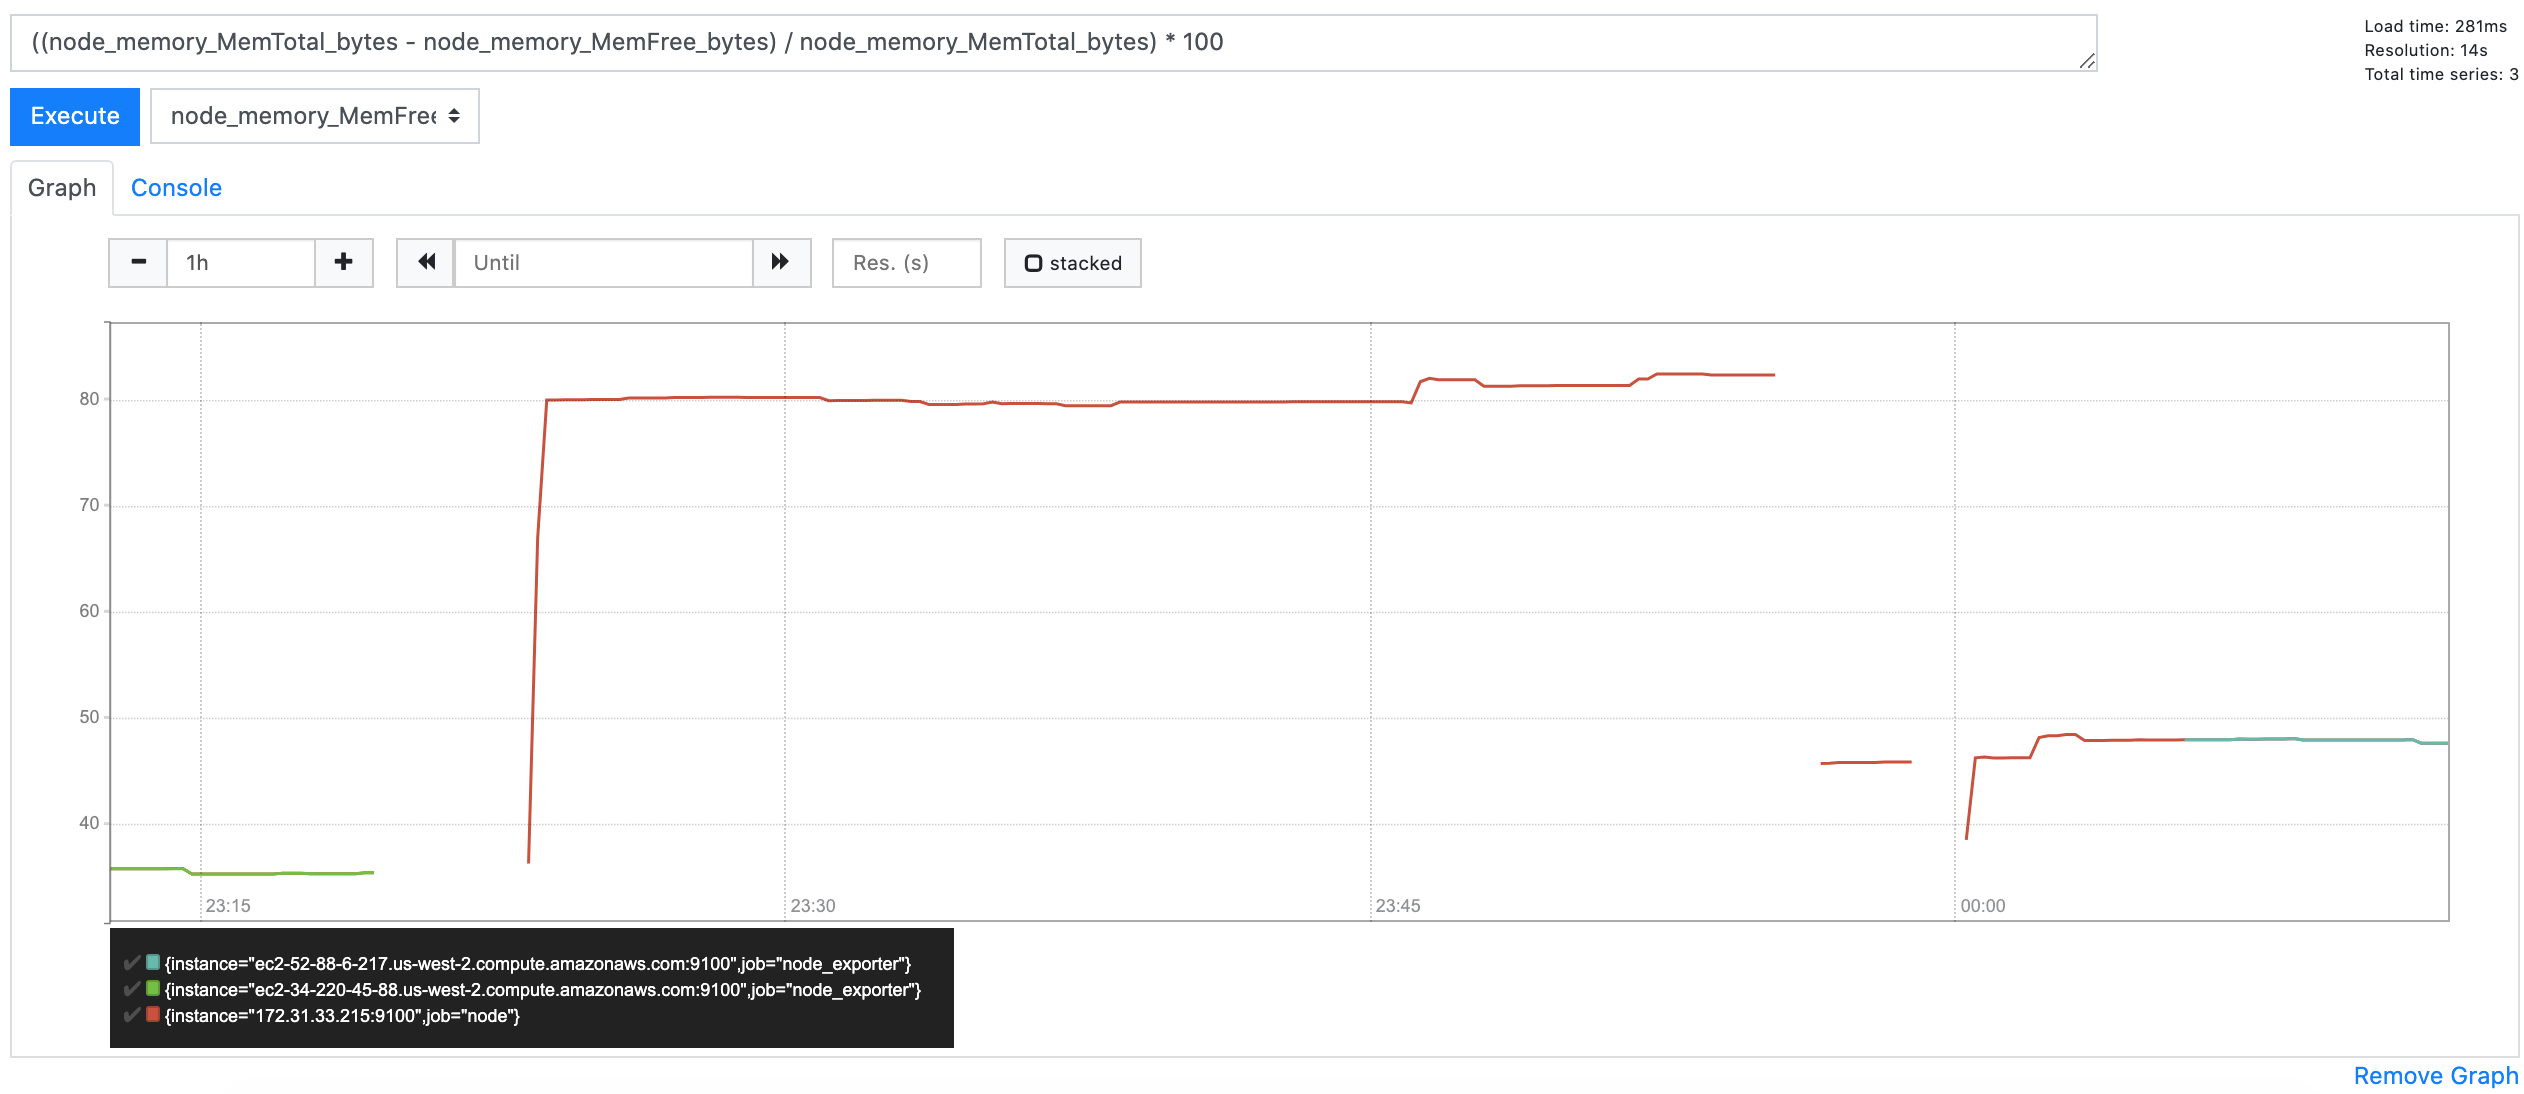 ((node_memory_MemTotal_bytes - node_memory_MemFree_bytes) / node_memory_MemTotal_bytes) * 100
Load time: 281ms
Resolution: 14s
Total time series: 3
Execute
node_memory_MemFree
Graph
Console
1h
Until
Res. (s)
stacked
80
70
60
50
40
23:15
23:30
23:45
00:00
{instance="ec2-52-88-6-217.us-west-2.compute.amazonaws.com:9100",job="node_exporter"}
{instance="ec2-34-220-45-88.us-west-2.compute.amazonaws.com:9100",job="node_exporter"}
{instance="172.31.33.215:9100",job="node"}
Remove Graph